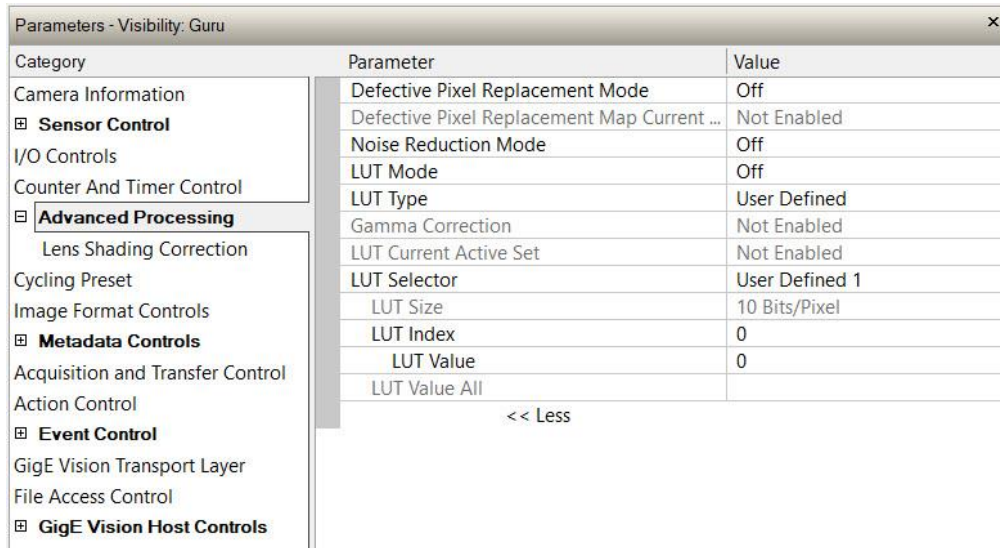 Parameters - Visibility: Guru ×
Category Parameter Value
Camera Information Defective Pixel Replacement Mode Off
Sensor Control Defective Pixel Replacement Map Current ... Not Enabled
I/O Controls Noise Reduction Mode Off
Counter And Timer Control LUT Mode Off
Advanced Processing LUT Type User Defined
Lens Shading Correction Gamma Correction Not Enabled
Cycling Preset LUT Current Active Set Not Enabled
Image Format Controls LUT Selector User Defined 1
Metadata Controls LUT Size 10 Bits/Pixel
Acquisition and Transfer Control LUT Index 0
Action Control LUT Value 0
Event Control LUT Value All
GigE Vision Transport Layer << Less
File Access Control
GigE Vision Host Controls